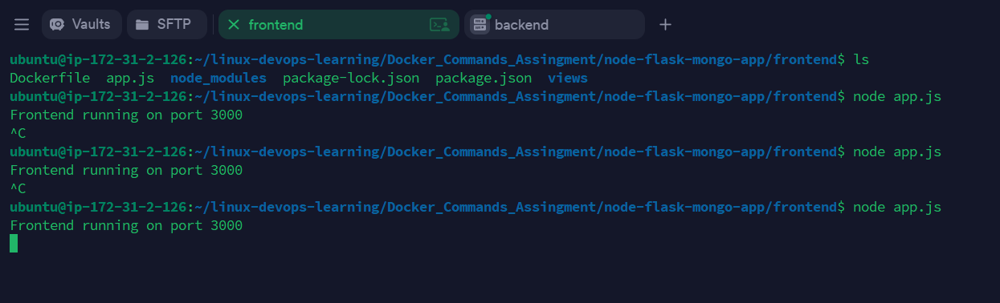 Vaults SFTP frontend backend
ubuntu@ip-172-31-2-126:~/linux-devops-learning/Docker_Commands_Assingment/node-flask-mongo-app/frontend$ ls
Dockerfile app.js node_modules package-lock.json package.json views
ubuntu@ip-172-31-2-126:~/linux-devops-learning/Docker_Commands_Assingment/node-flask-mongo-app/frontend$ node app.js
Frontend running on port 3000
^C
ubuntu@ip-172-31-2-126:~/linux-devops-learning/Docker_Commands_Assingment/node-flask-mongo-app/frontend$ node app.js
Frontend running on port 3000
^C
ubuntu@ip-172-31-2-126:~/linux-devops-learning/Docker_Commands_Assingment/node-flask-mongo-app/frontend$ node app.js
Frontend running on port 3000